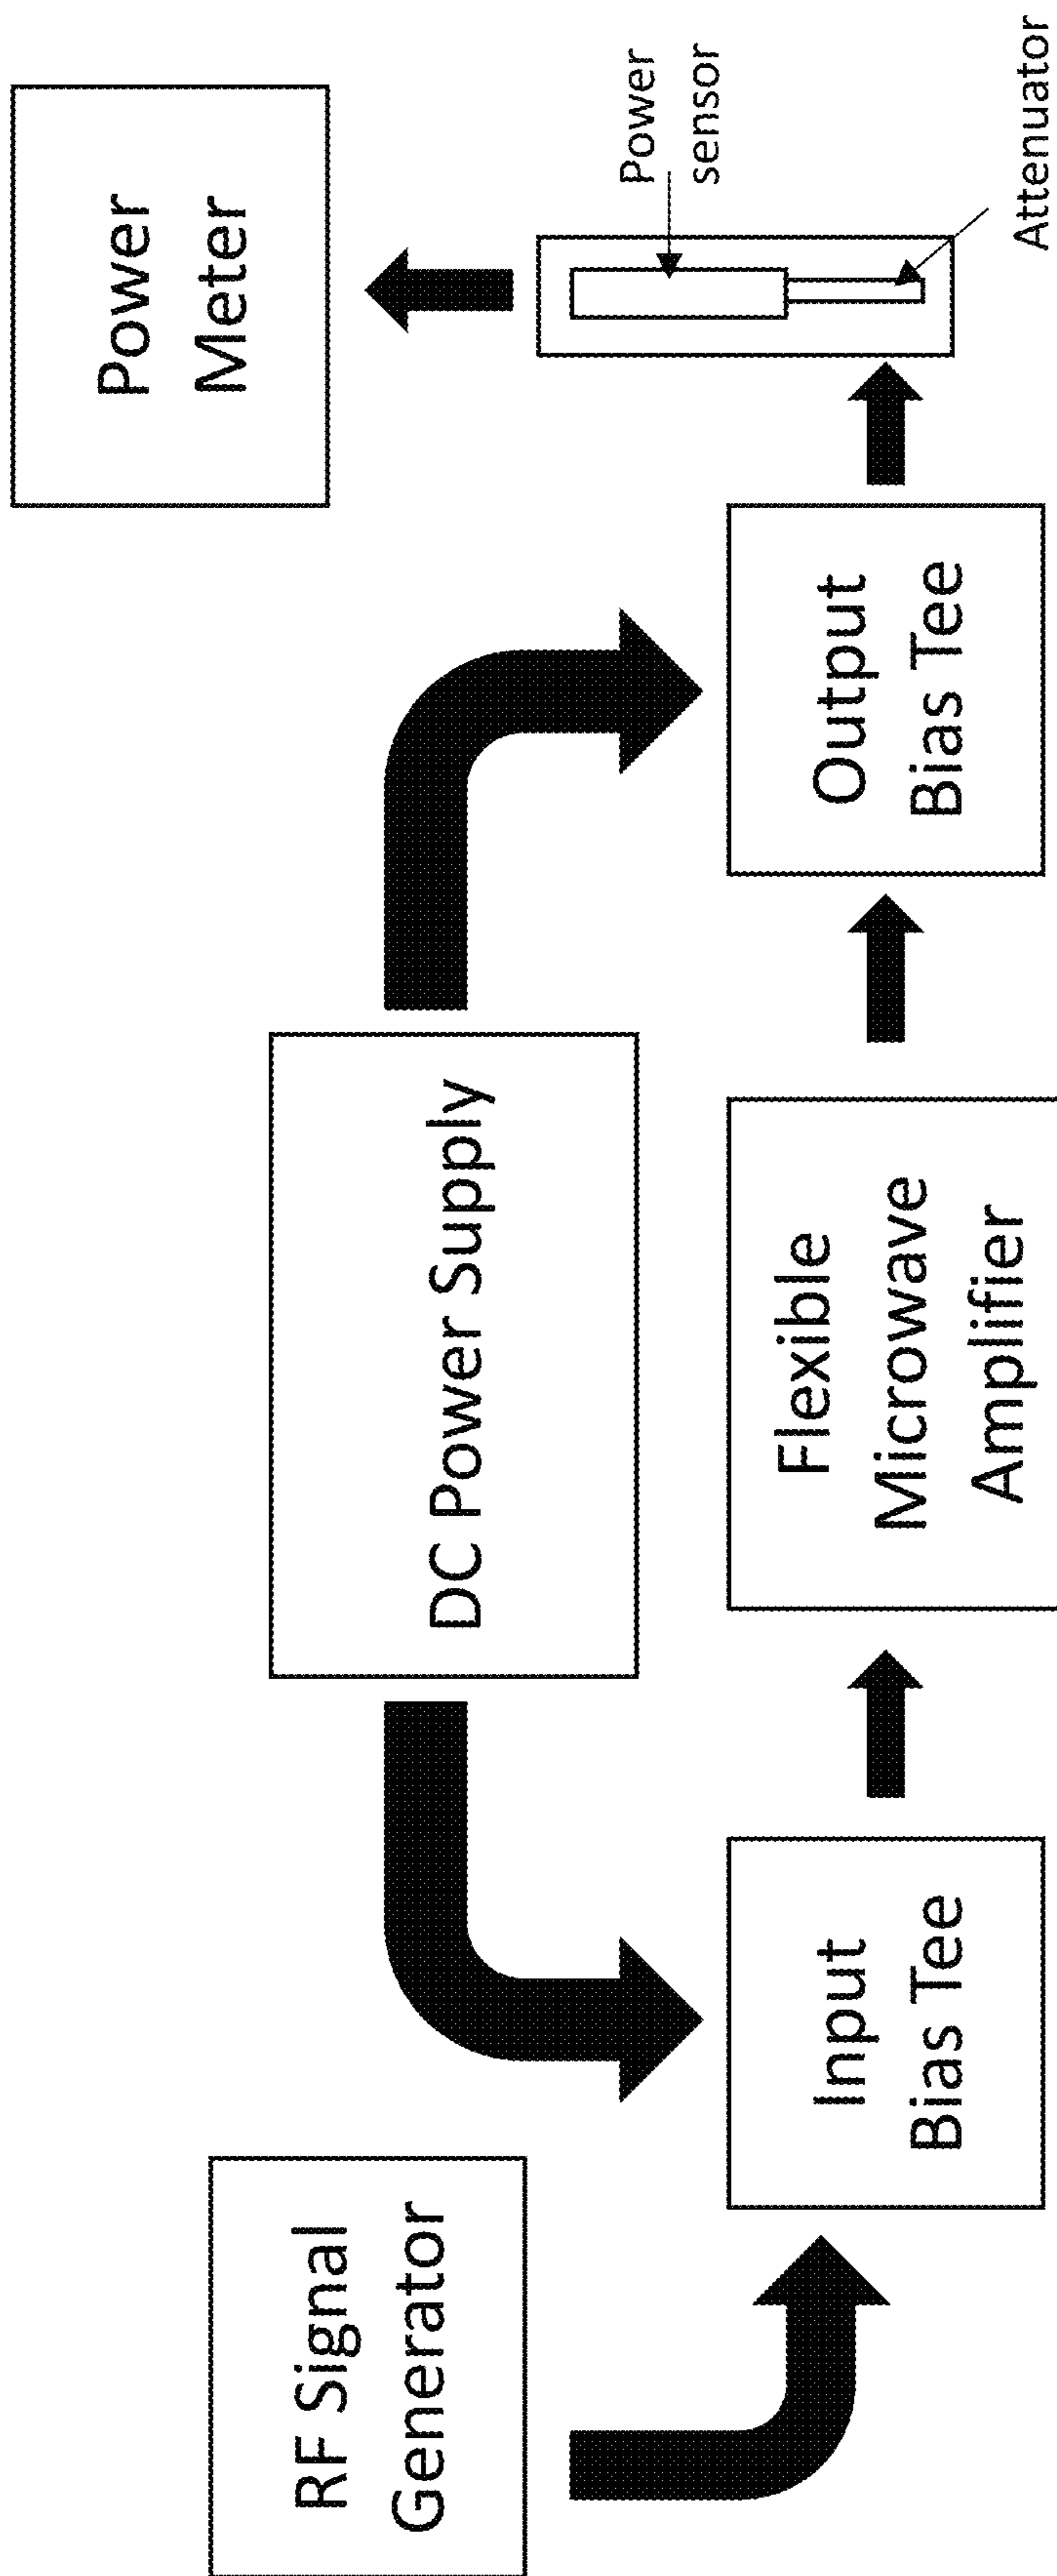 RF Signal
Generator
DC Power Supply
Power
Meter
Input
Bias Tee
Flexible
Microwave
Amplifier
Output
Bias Tee
Power
sensor
Attenuator